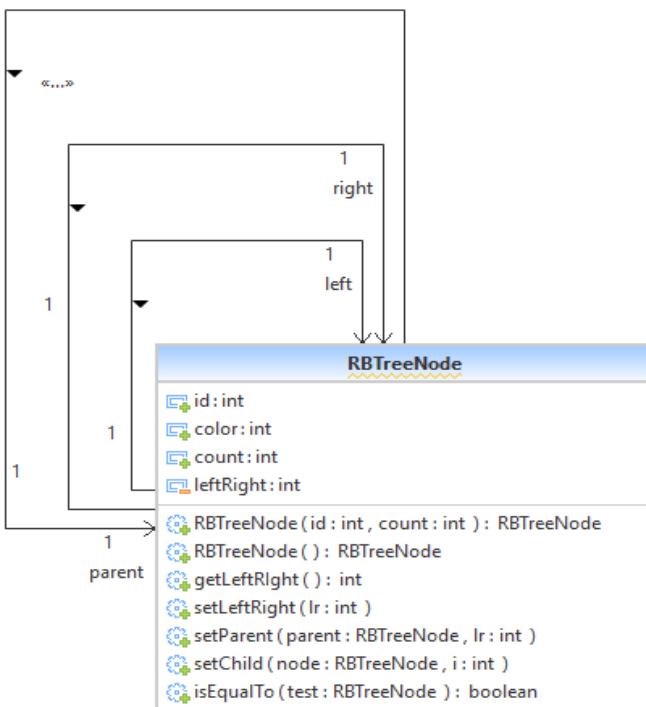 «...»
1
right
1
left
1
1
1
1
parent
RBTreeNode
id : int
color : int
count : int
leftRight : int
RBTreeNode ( id : int , count : int ) : RBTreeNode
RBTreeNode ( ) : RBTreeNode
getLeftRIght ( ) : int
setLeftRight ( lr : int )
setParent ( parent : RBTreeNode , lr : int )
setChild ( node : RBTreeNode , i : int )
isEqualTo ( test : RBTreeNode ) : boolean